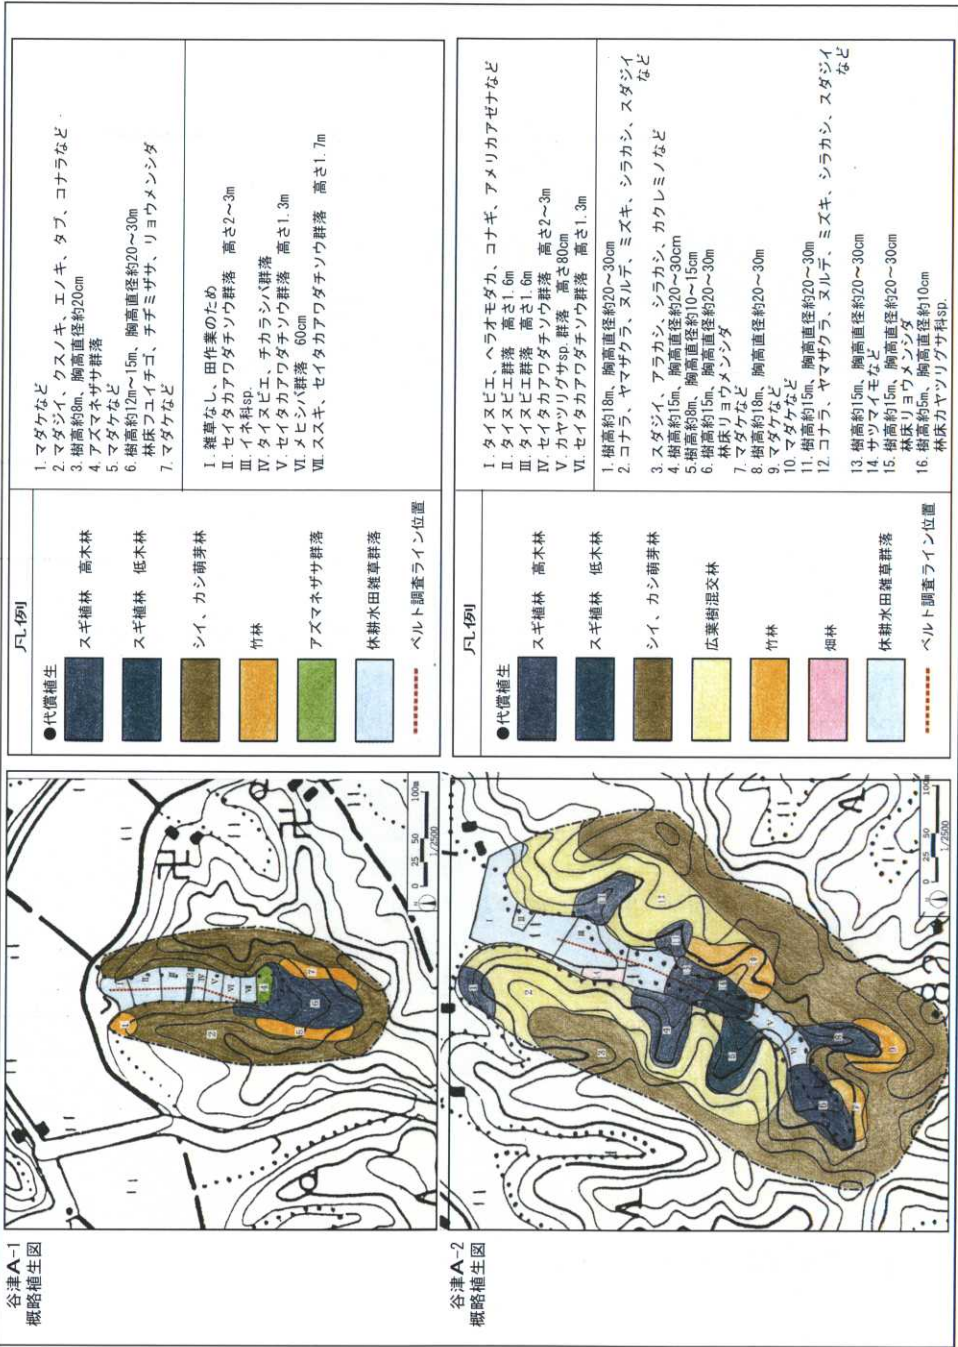 谷津A-1
概略植生図
0 25 50 100m
1/2500
凡例
●代償植生
スギ植林 高木林
スギ植林 低木林
シイ、カシ萌芽林
竹林
アズマネザサ群落
休耕水田雑草群落
ベルト調査ライン位置
1. マダケなど
2. マダジイ、クスノキ、エノキ、タブ、コナラなど
3. 樹高約8m、胸高直径約20cm
4. アズマネザサ群落
5. マダケなど
6. 樹高約12m〜15m、胸高直径約20〜30m
林床フユイチゴ、チヂミザサ、リョウメンシダ
7. マダケなど
Ⅰ 雑草なし、田作業のため
Ⅱ セイタカアワダチソウ群落 高さ2〜3m
Ⅲ. イネ科sp.
Ⅳ. タイヌビエ、チカラシバ群落
Ⅴ. セイタカアワダチソウ群落 高さ1.3m
Ⅵ. メヒシバ群落 60cm
Ⅶ. ススキ、セイタカアワダチソウ群落 高さ1.7m
谷津A-2
概略植生図
0 25 50 100m
1/2500
凡例
●代償植生
スギ植林 高木林
スギ植林 低木林
シイ、カシ萌芽林
広葉樹混交林
竹林
畑林
休耕水田雑草群落
ベルト調査ライン位置
Ⅰ. タイヌビエ、ヘラオモダカ、コナギ、アメリカアゼナなど
Ⅱ タイヌビエ群落 高さ1.6m
Ⅲ. タイヌビエ群落 高さ1.6m
Ⅳ. セイタカアワダチソウ群落 高さ2〜3m
Ⅴ. カヤツリグサsp.群落 高さ80cm
Ⅵ. セイタカアワダチソウ群落 高さ1.3m
1. 樹高約18m、胸高直径約20〜30cm
2. コナラ、ヤマザクラ、ヌルデ、ミズキ、シラカシ、スダジイ
など
3. スダジイ、アラカシ、シラカシ、カクレミノなど
4. 樹高約15m、胸高直径約20〜30cm
5. 樹高約8m、胸高直径約10〜15cm
6. 樹高約15m、胸高直径約20〜30m
林床リョウメンシダ
7. マダケなど
8. 樹高約18m、胸高直径約20〜30m
9. マダケなど
10. マダケなど
11. 樹高約15m、胸高直径約20〜30m
12. コナラ、ヤマザクラ、ヌルデ、ミズキ、シラカシ、スダジイ
など
13. 樹高約15m、胸高直径約20〜30cm
14. サツマイモなど
15. 樹高約15m、胸高直径約20〜30cm
林床リョウメンシダ
16. 樹高約5m、胸高直径約10cm
林床カヤツリグサ科sp.